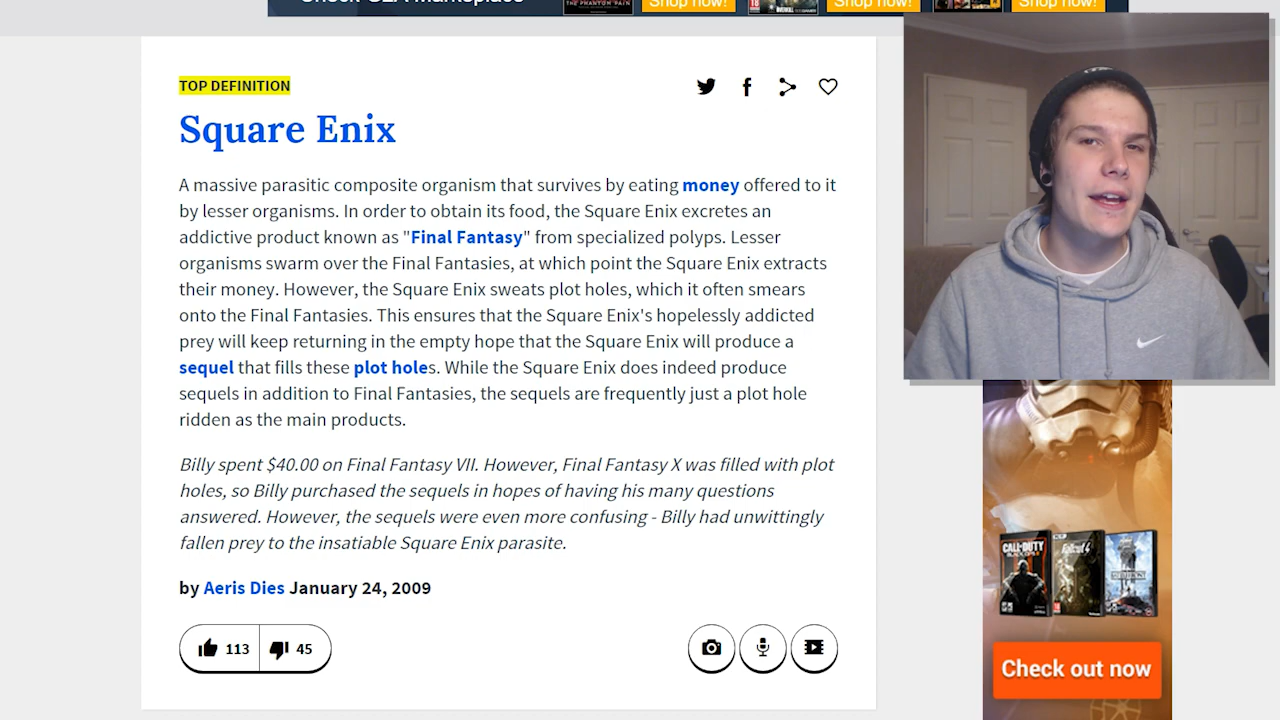 Shop now!
Shop now!
Shop now!
THE PHANTOM PAIN
TOP DEFINITION
Square Enix
A massive parasitic composite organism that survives by eating money offered to it
by lesser organisms. In order to obtain its food, the Square Enix excretes an
addictive product known as "Final Fantasy" from specialized polyps. Lesser
organisms swarm over the Final Fantasies, at which point the Square Enix extracts
their money. However, the Square Enix sweats plot holes, which it often smears
onto the Final Fantasies. This ensures that the Square Enix's hopelessly addicted
prey will keep returning in the empty hope that the Square Enix will produce a
sequel that fills these plot holes. While the Square Enix does indeed produce
sequels in addition to Final Fantasies, the sequels are frequently just a plot hole
ridden as the main products.
Billy spent $40.00 on Final Fantasy VII. However, Final Fantasy X was filled with plot
holes, so Billy purchased the sequels in hopes of having his many questions
answered. However, the sequels were even more confusing - Billy had unwittingly
fallen prey to the insatiable Square Enix parasite.
by Aeris Dies January 24, 2009
113
45
CALL·DUTY
Fallout 4
Check out now